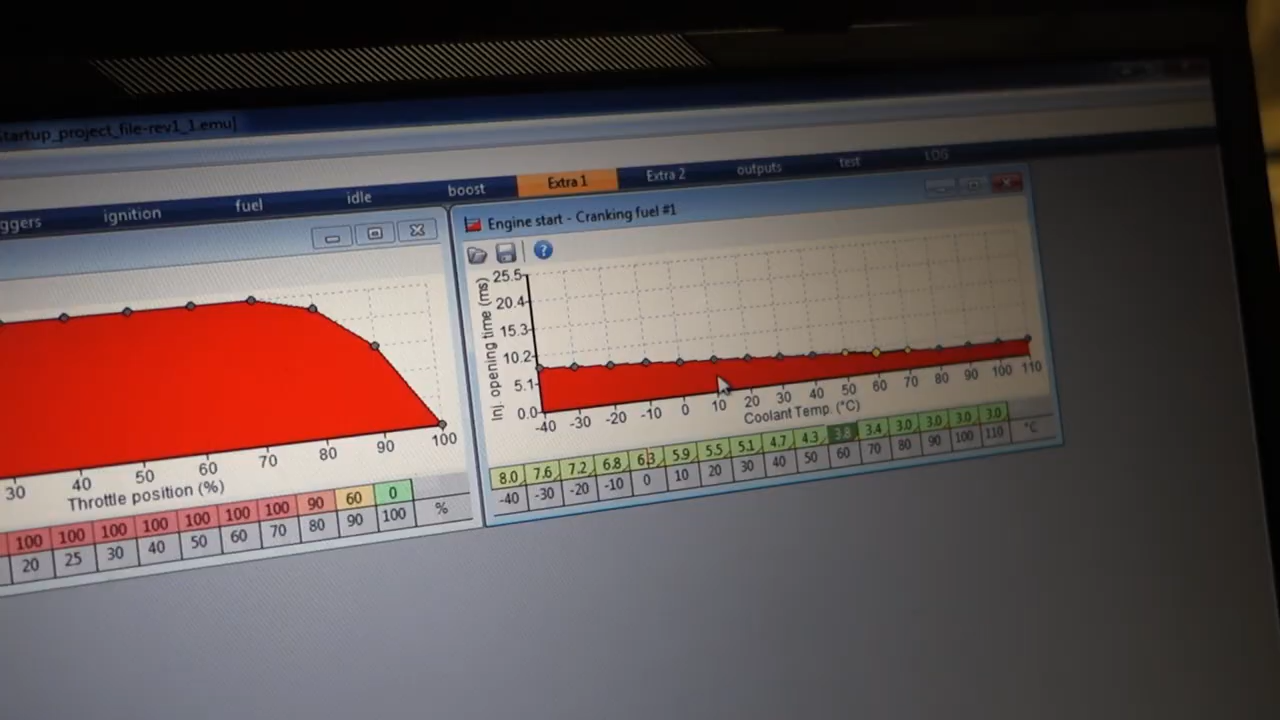 startup_project_file-rev1_1.emu]
ggers ignition fuel idle boost Extra 1 Extra 2 outputs test LOG
Engine start - Cranking fuel #1
?
Inj. opening time (ms)
25.5
20.4
15.3
10.2
5.1
0.0
-40 -30 -20 -10 0 10 20 30 40 50 60 70 80 90 100 110
Coolant Temp. (°C)
8.0 7.6 7.2 6.8 6.3 5.9 5.5 5.1 4.7 4.3 3.8 3.4 3.0 3.0 3.0 3.0 °C
-40 -30 -20 -10 0 10 20 30 40 50 60 70 80 90 100 110
30 40 50 60 70 80 90 100
Throttle position (%)
100 100 100 100 100 100 100 90 60 0 %
20 25 30 40 50 60 70 80 90 100